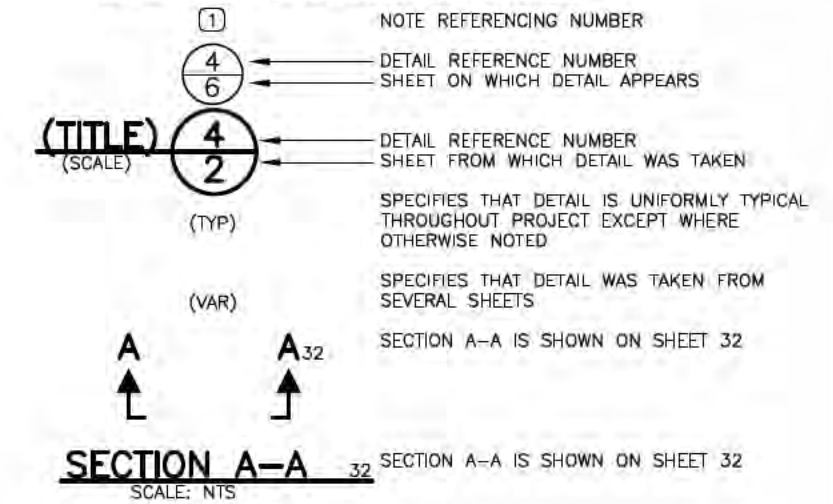 1 NOTE REFERENCING NUMBER
4 DETAIL REFERENCE NUMBER
6 SHEET ON WHICH DETAIL APPEARS
(TITLE) 4 DETAIL REFERENCE NUMBER
(SCALE) 2 SHEET FROM WHICH DETAIL WAS TAKEN
(TYP) SPECIFIES THAT DETAIL IS UNIFORMLY TYPICAL
THROUGHOUT PROJECT EXCEPT WHERE
OTHERWISE NOTED
(VAR) SPECIFIES THAT DETAIL WAS TAKEN FROM
SEVERAL SHEETS
A A32 SECTION A-A IS SHOWN ON SHEET 32
SECTION A-A 32 SECTION A-A IS SHOWN ON SHEET 32
SCALE: NTS